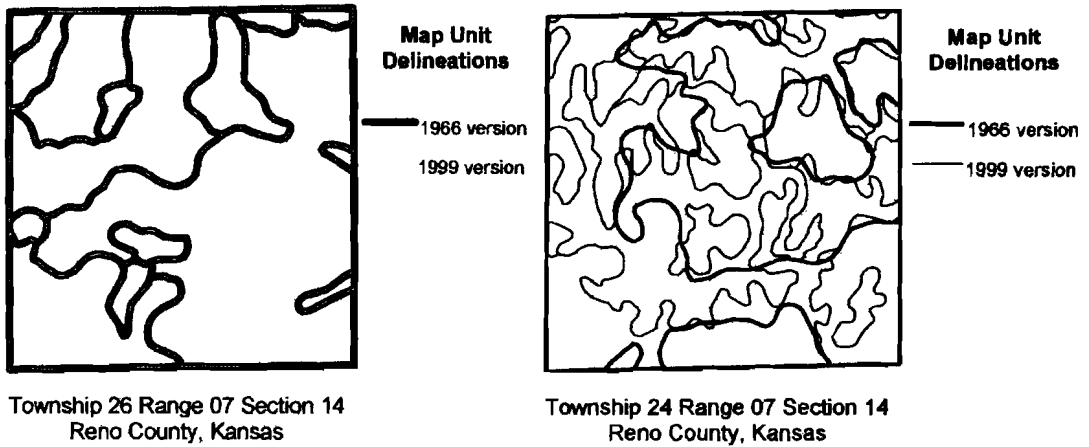 Map Unit
Delineations
1966 version
1999 version
Township 26 Range 07 Section 14
Reno County, Kansas
Map Unit
Delineations
1966 version
1999 version
Township 24 Range 07 Section 14
Reno County, Kansas